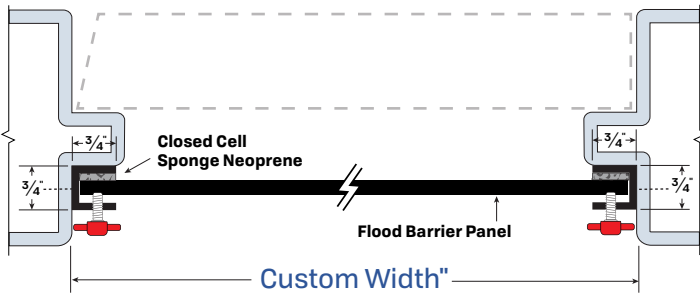 3/4"
3/4"
Closed Cell
Sponge Neoprene
3/4"
3/4"
Flood Barrier Panel
Custom Width"